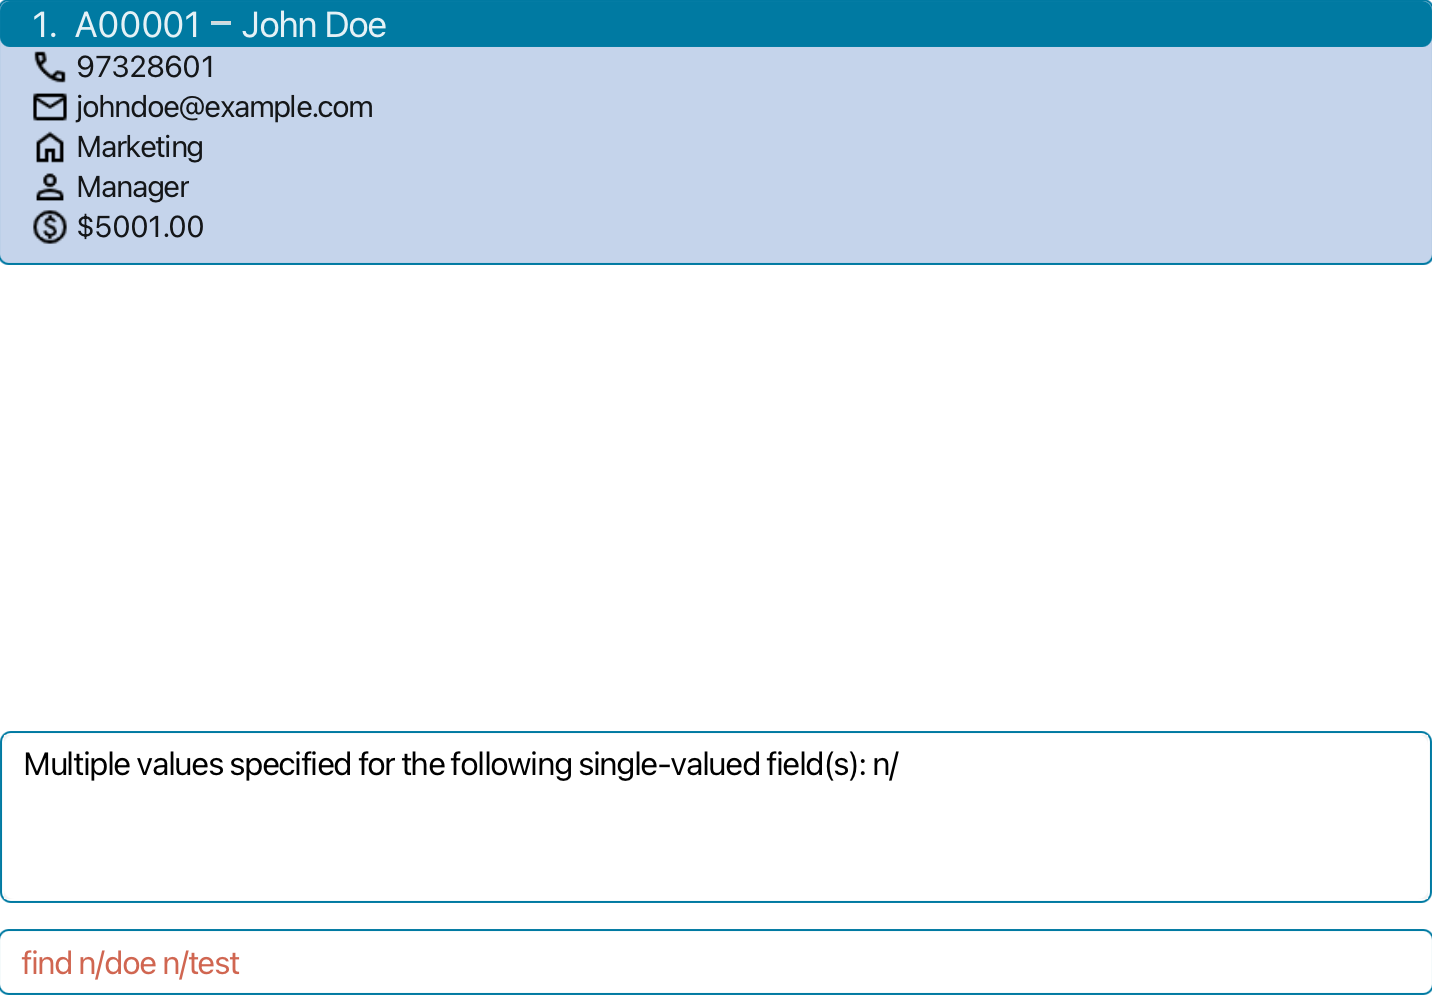 1. A00001 – John Doe
97328601
johndoe@example.com
Marketing
Manager
$5001.00
Multiple values specified for the following single-valued field(s): n/
find n/doe n/test